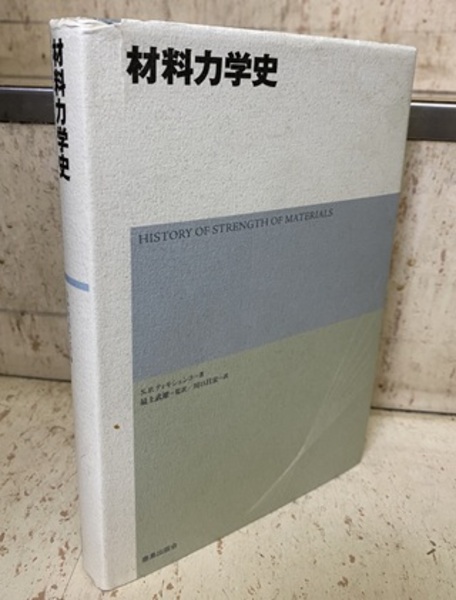 材料力学史
材料力学史
HISTORY OF STRENGTH OF MATERIALS
S.P.ティモシェンコ＝著
最上武雄＝監訳／川口昌宏＝訳
鹿島出版会